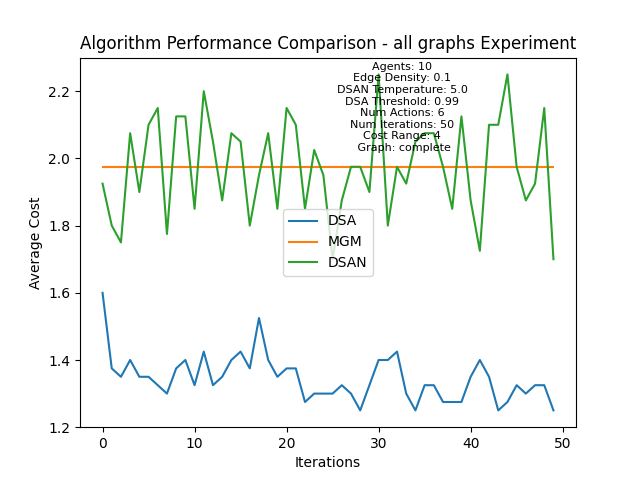 Algorithm Performance Comparison - all graphs Experiment
Agents: 10
Edge Density: 0.1
DSAN Temperature: 5.0
DSA Threshold: 0.99
Num Actions: 6
Num Iterations: 50
Cost Range: 4
Graph: complete
2.2
2.0
1.8
1.6
1.4
1.2
Average Cost
DSA
MGM
DSAN
0 10 20 30 40 50
Iterations